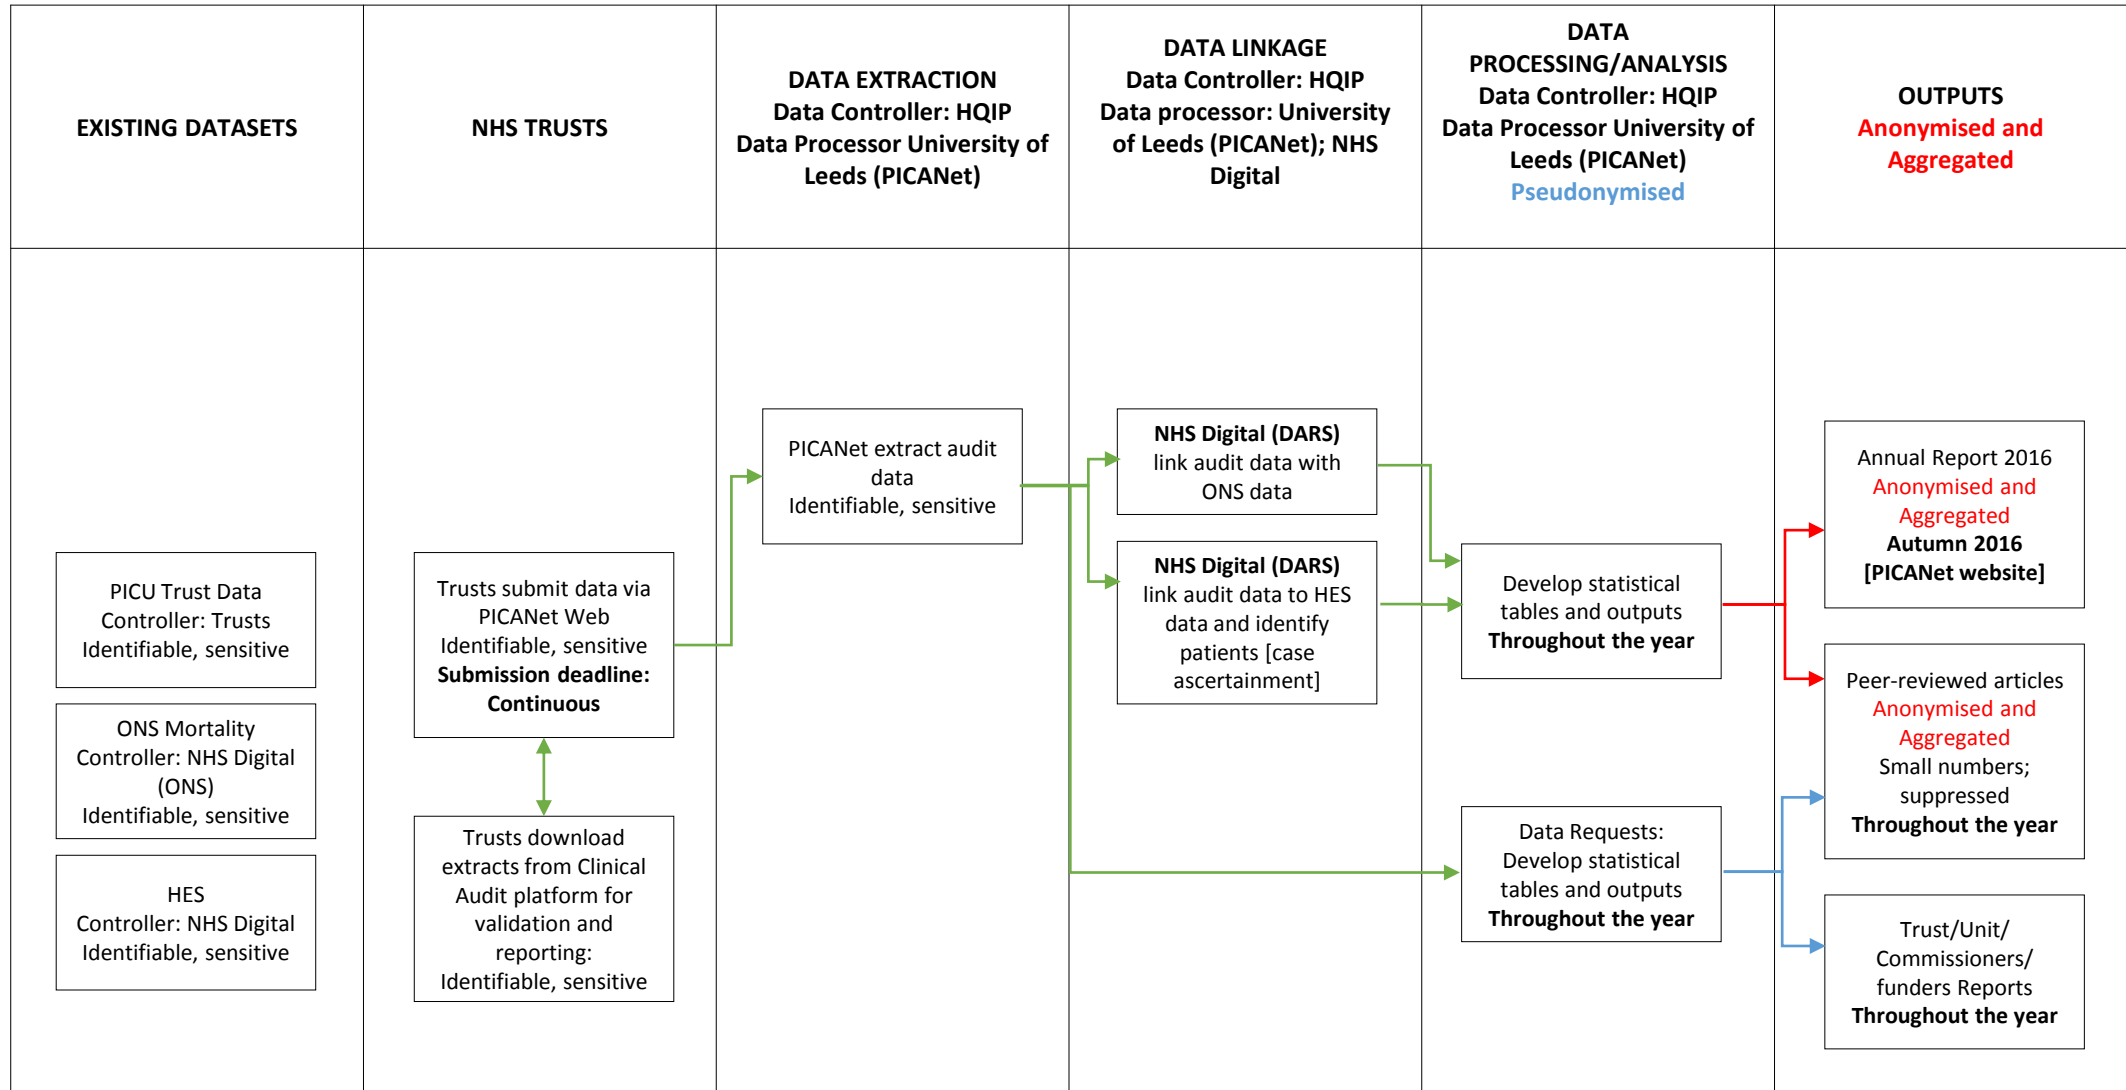 EXISTING DATASETS
NHS TRUSTS
DATA EXTRACTION
Data Controller: HQIP
Data Processor University of
Leeds (PICANet)
DATA LINKAGE
Data Controller: HQIP
Data processor: University
of Leeds (PICANet); NHS
Digital
DATA
PROCESSING/ANALYSIS
Data Controller: HQIP
Data Processor University of
Leeds (PICANet)
Pseudonymised
OUTPUTS
Anonymised and
Aggregated
PICU Trust Data
Controller: Trusts
Identifiable, sensitive
ONS Mortality
Controller: NHS Digital
(ONS)
Identifiable, sensitive
HES
Controller: NHS Digital
Identifiable, sensitive
Trusts submit data via
PICANet Web
Identifiable, sensitive
Submission deadline:
Continuous
Trusts download
extracts from Clinical
Audit platform for
validation and
reporting:
Identifiable, sensitive
PICANet extract audit
data
Identifiable, sensitive
NHS Digital (DARS)
link audit data with
ONS data
NHS Digital (DARS)
link audit data to HES
data and identify
patients [case
ascertainment]
Develop statistical
tables and outputs
Throughout the year
Data Requests:
Develop statistical
tables and outputs
Throughout the year
Annual Report 2016
Anonymised and
Aggregated
Autumn 2016
[PICANet website]
Peer-reviewed articles
Anonymised and
Aggregated
Small numbers;
suppressed
Throughout the year
Trust/Unit/
Commissioners/
funders Reports
Throughout the year